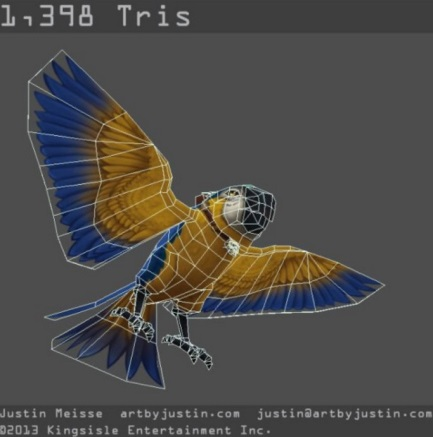 1,398 Tris
Justin Meisse artbyjustin.com justin@artbyjustin.com
©2013 Kingsisle Entertainment Inc.